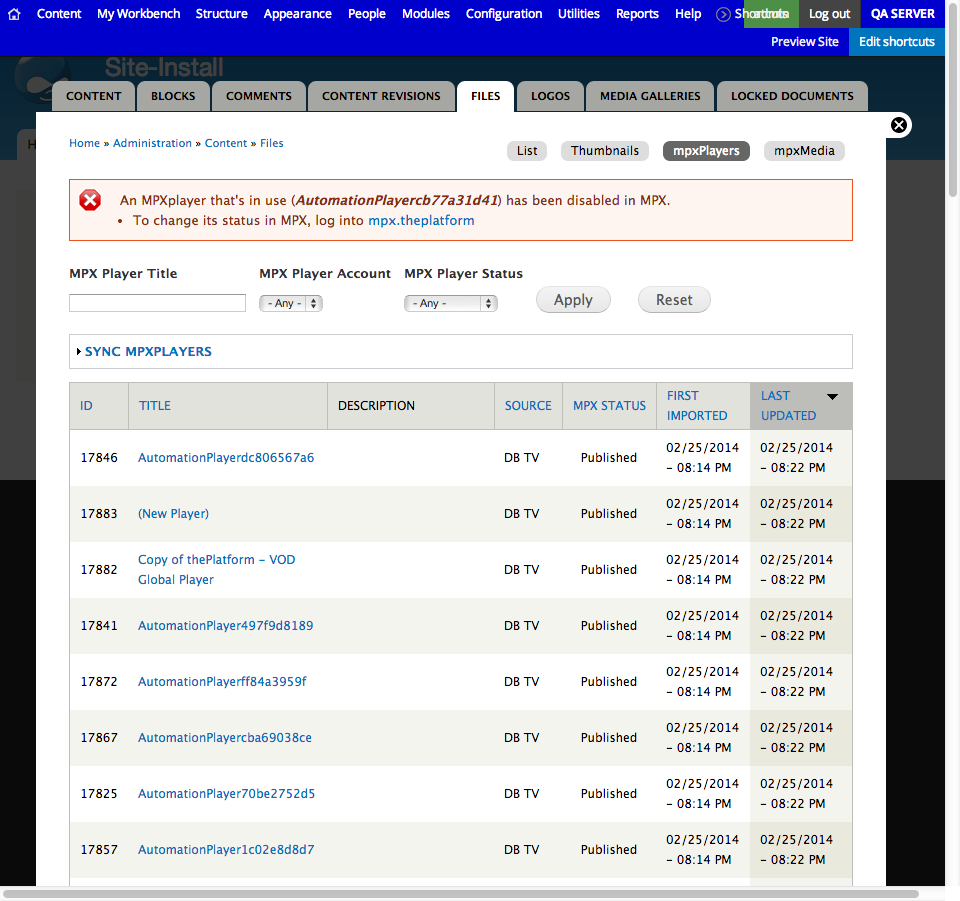 Content My Workbench Structure Appearance People Modules Configuration Utilities Reports Help Shortcuts Log out QA SERVER
Preview Site Edit shortcuts
Site-Install
CONTENT BLOCKS COMMENTS CONTENT REVISIONS FILES LOGOS MEDIA GALLERIES LOCKED DOCUMENTS
Home » Administration » Content » Files
List Thumbnails mpxPlayers mpxMedia
An MPXplayer that's in use (AutomationPlayercb77a31d41) has been disabled in MPX.
• To change its status in MPX, log into mpx.theplatform
MPX Player Title MPX Player Account MPX Player Status
- Any - - Any - Apply Reset
SYNC MPXPLAYERS
ID TITLE DESCRIPTION SOURCE MPX STATUS FIRST IMPORTED LAST UPDATED
17846 AutomationPlayerdc806567a6 DB TV Published 02/25/2014 – 08:14 PM 02/25/2014 – 08:22 PM
17883 (New Player) DB TV Published 02/25/2014 – 08:14 PM 02/25/2014 – 08:22 PM
17882 Copy of thePlatform – VOD Global Player DB TV Published 02/25/2014 – 08:14 PM 02/25/2014 – 08:22 PM
17841 AutomationPlayer497f9d8189 DB TV Published 02/25/2014 – 08:14 PM 02/25/2014 – 08:22 PM
17872 AutomationPlayerff84a3959f DB TV Published 02/25/2014 – 08:14 PM 02/25/2014 – 08:22 PM
17867 AutomationPlayercba69038ce DB TV Published 02/25/2014 – 08:14 PM 02/25/2014 – 08:22 PM
17825 AutomationPlayer70be2752d5 DB TV Published 02/25/2014 – 08:14 PM 02/25/2014 – 08:22 PM
17857 AutomationPlayer1c02e8d8d7 DB TV Published 02/25/2014 – 08:14 PM 02/25/2014 – 08:22 PM